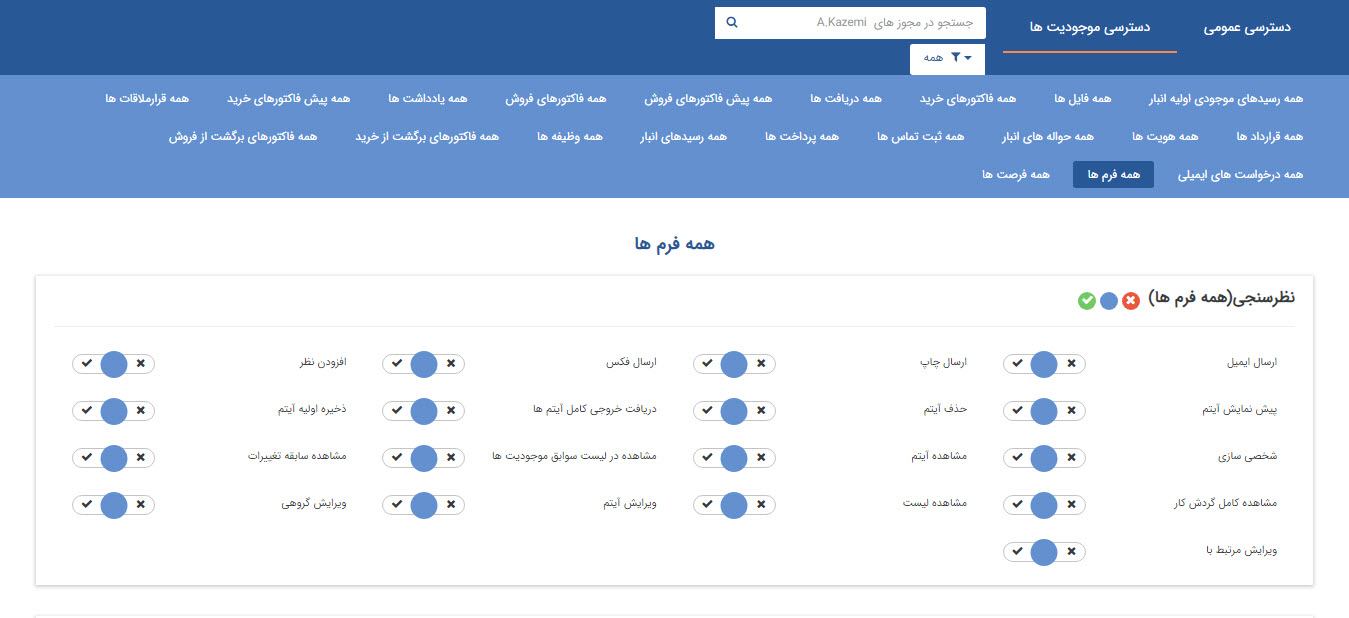 دسترسی عمومی
دسترسی موجودیت ها
جستجو در مجوز های A.Kazemi
همه
همه رسیدهای موجودی اولیه انبار
همه فایل ها
همه فاکتورهای خرید
همه دریافت ها
همه پیش فاکتورهای فروش
همه فاکتورهای فروش
همه یادداشت ها
همه پیش فاکتورهای خرید
همه قرارملاقات ها
همه قرارداد ها
همه هویت ها
همه حواله های انبار
همه ثبت تماس ها
همه پرداخت ها
همه رسیدهای انبار
همه وظیفه ها
همه فاکتورهای برگشت از خرید
همه فاکتورهای برگشت از فروش
همه درخواست های ایمیلی
همه فرم ها
همه فرصت ها
همه فرم ها
نظرسنجی(همه فرم ها)
ارسال ایمیل
ارسال چاپ
ارسال فکس
افزودن نظر
پیش نمایش آیتم
حذف آیتم
دریافت خروجی کامل آیتم ها
ذخیره اولیه آیتم
شخصی سازی
مشاهده آیتم
مشاهده در لیست سوابق موجودیت ها
مشاهده سابقه تغییرات
مشاهده کامل گردش کار
مشاهده لیست
ویرایش آیتم
ویرایش گروهی
ویرایش مرتبط با